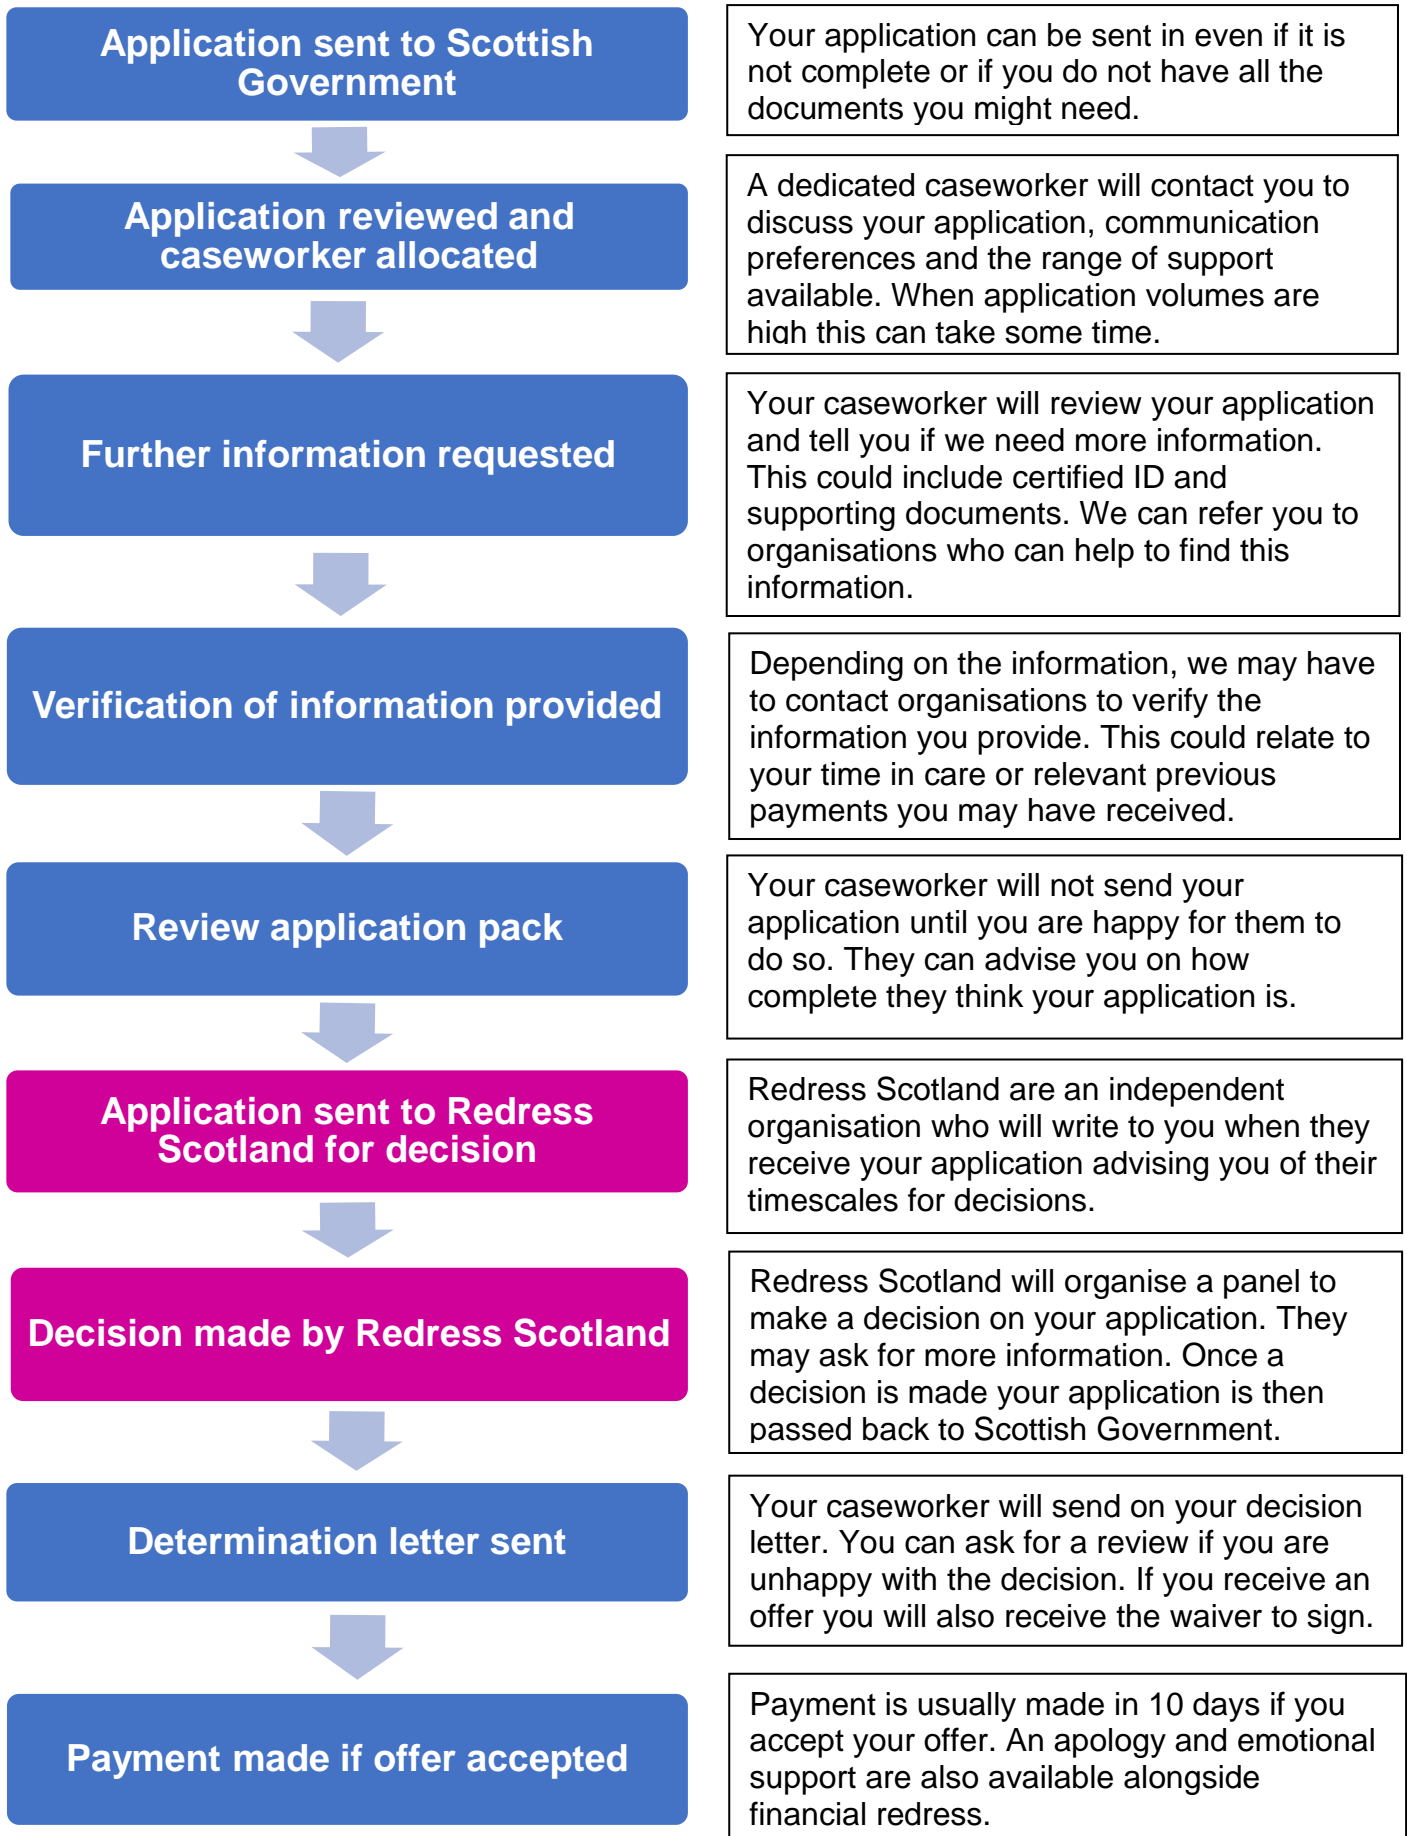 Application sent to Scottish
Government
Your application can be sent in even if it is
not complete or if you do not have all the
documents you might need.
Application reviewed and
caseworker allocated
A dedicated caseworker will contact you to
discuss your application, communication
preferences and the range of support
available. When application volumes are
high this can take some time.
Further information requested
Your caseworker will review your application
and tell you if we need more information.
This could include certified ID and
supporting documents. We can refer you to
organisations who can help to find this
information.
Verification of information provided
Depending on the information, we may have
to contact organisations to verify the
information you provide. This could relate to
your time in care or relevant previous
payments you may have received.
Review application pack
Your caseworker will not send your
application until you are happy for them to
do so. They can advise you on how
complete they think your application is.
Application sent to Redress
Scotland for decision
Redress Scotland are an independent
organisation who will write to you when they
receive your application advising you of their
timescales for decisions.
Decision made by Redress Scotland
Redress Scotland will organise a panel to
make a decision on your application. They
may ask for more information. Once a
decision is made your application is then
passed back to Scottish Government.
Determination letter sent
Your caseworker will send on your decision
letter. You can ask for a review if you are
unhappy with the decision. If you receive an
offer you will also receive the waiver to sign.
Payment made if offer accepted
Payment is usually made in 10 days if you
accept your offer. An apology and emotional
support are also available alongside
financial redress.